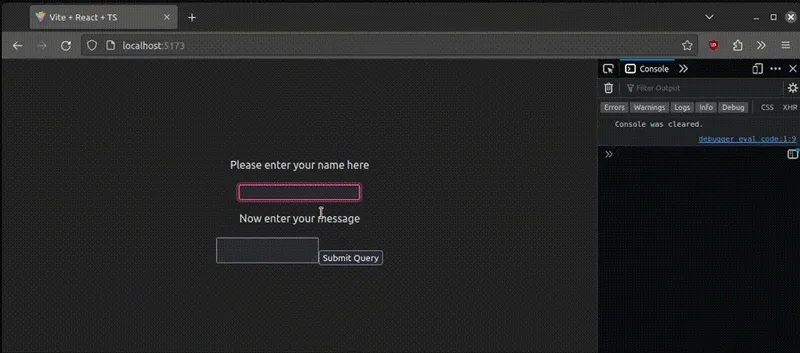 Vite + React + TS
localhost:5173
Console
Filter Output
Errors Warnings Logs Info Debug CSS XHR
Console was cleared.
debugger eval code:1:9
Please enter your name here
Now enter your message
Submit Query